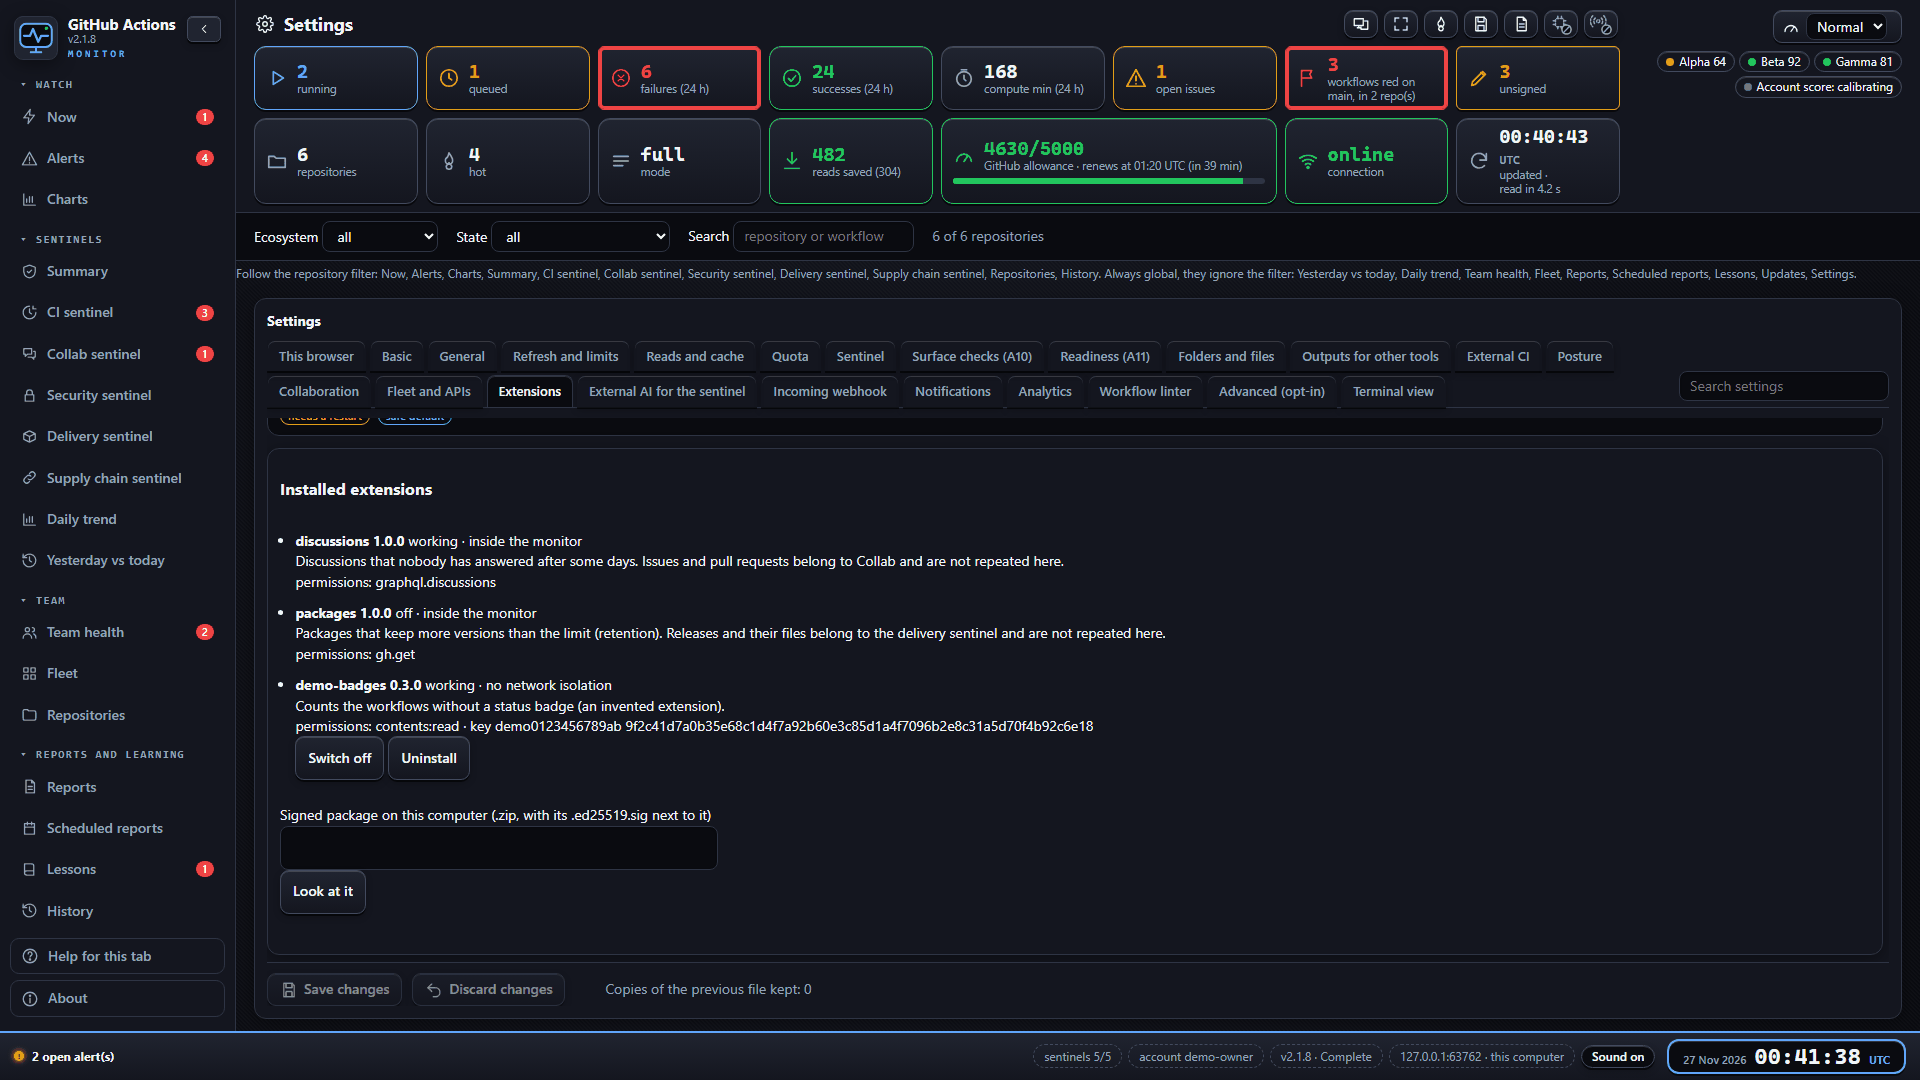 GitHub Actions
v2.1.8
MONITOR
WATCH
Now 1
Alerts 4
Charts
SENTINELS
Summary
CI sentinel 3
Collab sentinel 1
Security sentinel
Delivery sentinel
Supply chain sentinel
Daily trend
Yesterday vs today
TEAM
Team health 2
Fleet
Repositories
REPORTS AND LEARNING
Reports
Scheduled reports
Lessons 1
History
Help for this tab
About
Settings
Normal
Alpha 64 Beta 92 Gamma 81
Account score: calibrating
2
running
1
queued
6
failures (24 h)
24
successes (24 h)
168
compute min (24 h)
1
open issues
3
workflows red on
main, in 2 repo(s)
3
unsigned
6
repositories
4
hot
full
mode
482
reads saved (304)
4630/5000
GitHub allowance · renews at 01:20 UTC (in 39 min)
online
connection
00:40:43
UTC
updated ·
read in 4.2 s
Ecosystem all State all Search repository or workflow 6 of 6 repositories
Follow the repository filter: Now, Alerts, Charts, Summary, CI sentinel, Collab sentinel, Security sentinel, Delivery sentinel, Supply chain sentinel, Repositories, History. Always global, they ignore the filter: Yesterday vs today, Daily trend, Team health, Fleet, Reports, Scheduled reports, Lessons, Updates, Settings.
Settings
This browser Basic General Refresh and limits Reads and cache Quota Sentinel Surface checks (A10) Readiness (A11) Folders and files Outputs for other tools External CI Posture
Collaboration Fleet and APIs Extensions External AI for the sentinel Incoming webhook Notifications Analytics Workflow linter Advanced (opt-in) Terminal view
Search settings
needs a restart safe default
Installed extensions
discussions 1.0.0 working · inside the monitor
Discussions that nobody has answered after some days. Issues and pull requests belong to Collab and are not repeated here.
permissions: graphql.discussions
packages 1.0.0 off · inside the monitor
Packages that keep more versions than the limit (retention). Releases and their files belong to the delivery sentinel and are not repeated here.
permissions: gh.get
demo-badges 0.3.0 working · no network isolation
Counts the workflows without a status badge (an invented extension).
permissions: contents:read · key demo0123456789ab 9f2c41d7a0b35e68c1d4f7a92b60e3c85d1a4f7096b2e8c31a5d70f4b92c6e18
Switch off Uninstall
Signed package on this computer (.zip, with its .ed25519.sig next to it)
Look at it
Save changes Discard changes Copies of the previous file kept: 0
2 open alert(s)
sentinels 5/5 account demo-owner v2.1.8 · Complete 127.0.0.1:63762 · this computer Sound on 27 Nov 2026 00:41:38 UTC